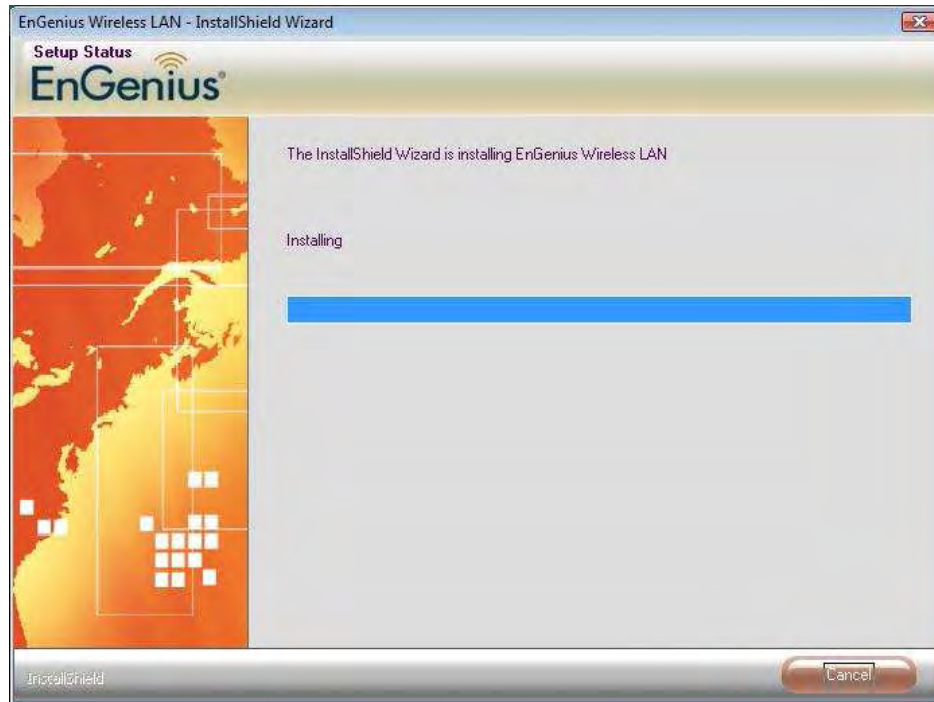 EnGenius Wireless LAN - InstallShield Wizard
Setup Status
EnGenius®
The InstallShield Wizard is installing EnGenius Wireless LAN
Installing
InstallShield
Cancel